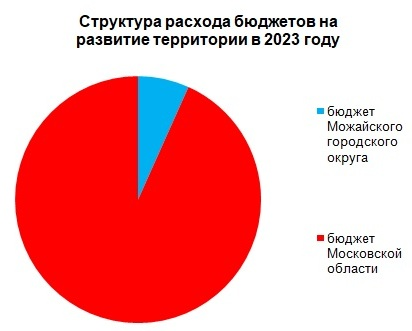 Структура расхода бюджетов на
развитие территории в 2023 году
бюджет
Можайского
городского
округа
бюджет
Московской
области